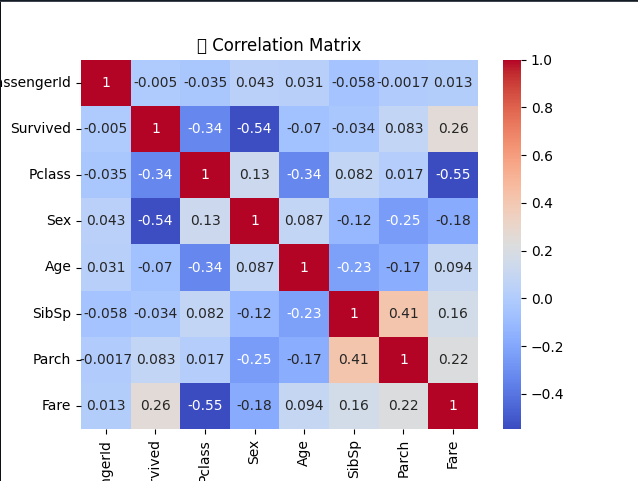 Correlation Matrix
assengerId 1 -0.005 -0.035 0.043 0.031 -0.058 -0.0017 0.013
Survived -0.005 1 -0.34 -0.54 -0.07 -0.034 0.083 0.26
Pclass -0.035 -0.34 1 0.13 -0.34 0.082 0.017 -0.55
Sex 0.043 -0.54 0.13 1 0.087 -0.12 -0.25 -0.18
Age 0.031 -0.07 -0.34 0.087 1 -0.23 -0.17 0.094
SibSp -0.058 -0.034 0.082 -0.12 -0.23 1 0.41 0.16
Parch -0.0017 0.083 0.017 -0.25 -0.17 0.41 1 0.22
Fare 0.013 0.26 -0.55 -0.18 0.094 0.16 0.22 1
ngerId
rvived
Pclass
Sex
Age
SibSp
Parch
Fare
1.0
0.8
0.6
0.4
0.2
0.0
−0.2
−0.4